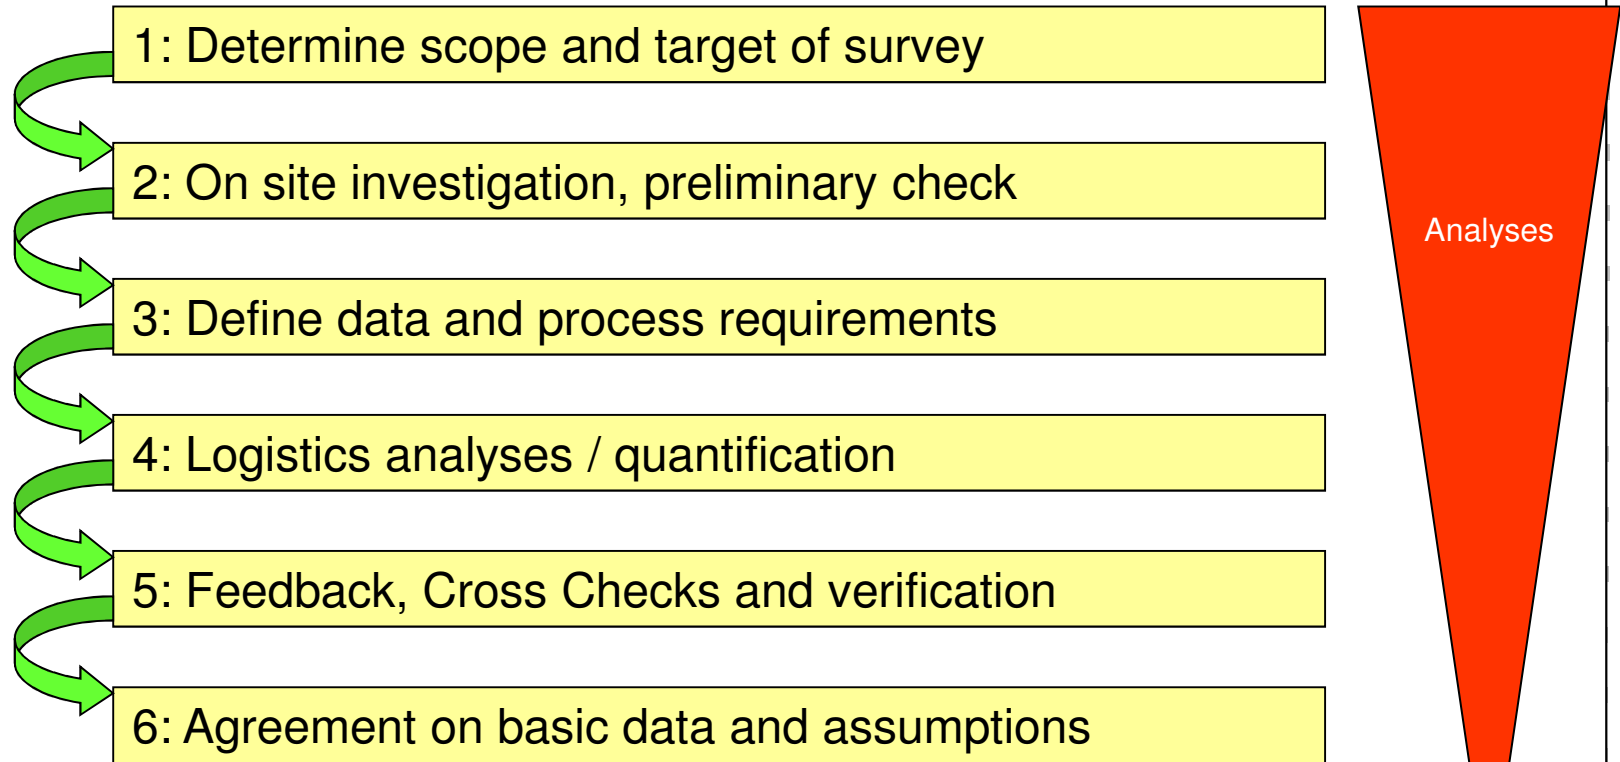 1: Determine scope and target of survey
2: On site investigation, preliminary check
Analyses
3: Define data and process requirements
4: Logistics analyses / quantification
5: Feedback, Cross Checks and verification
6: Agreement on basic data and assumptions